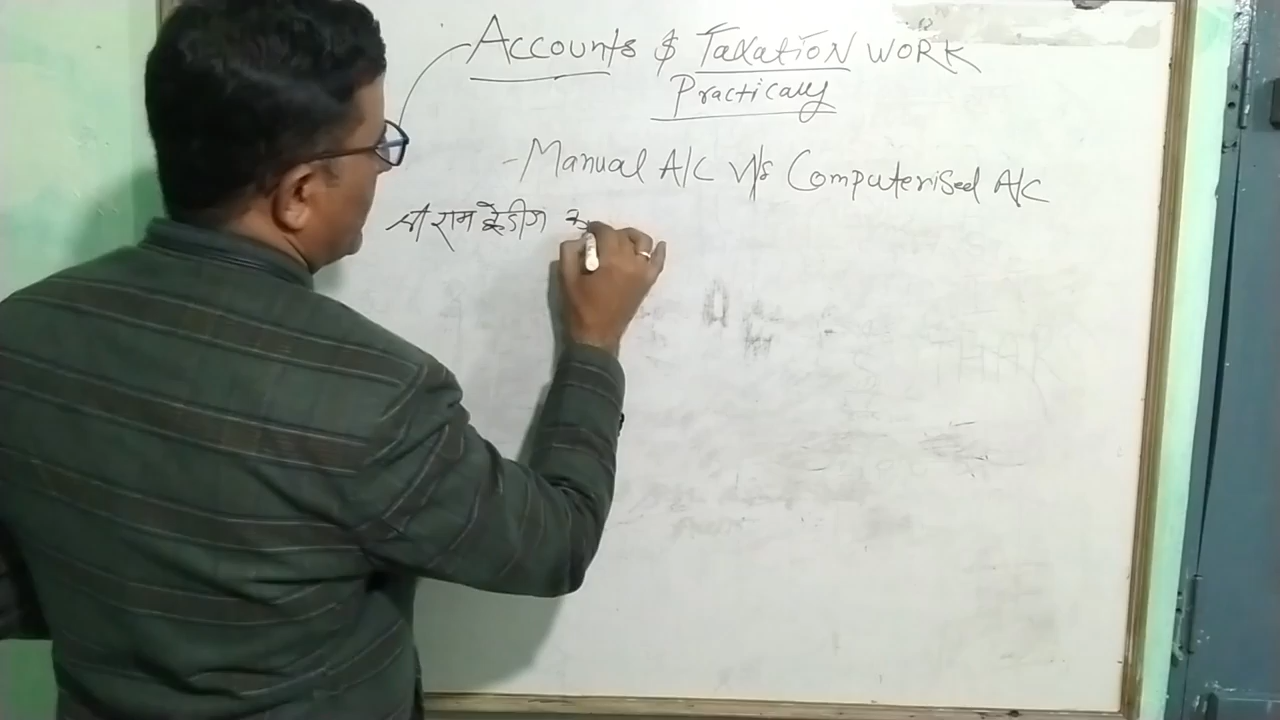 Accounts & Taxation WORK
Practically
- Manual A/C v/s Computerised A/C
श्री राम ट्रेडींग